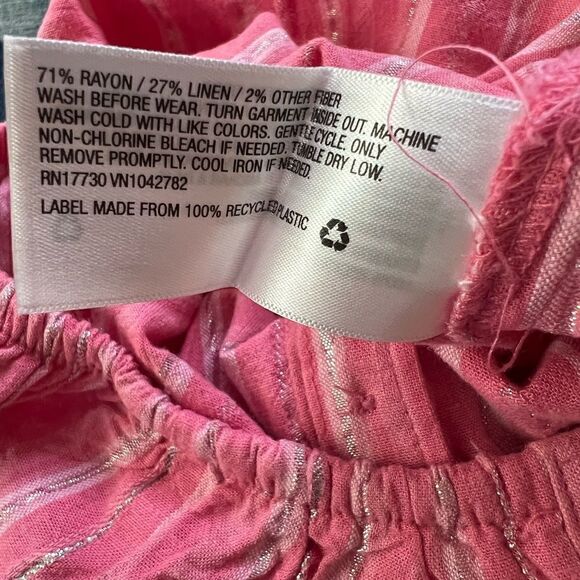 71% RAYON / 27% LINEN / 2% OTHER FIBER
WASH BEFORE WEAR. TURN GARMENT INSIDE OUT. MACHINE
WASH COLD WITH LIKE COLORS. GENTLE CYCLE. ONLY
NON-CHLORINE BLEACH IF NEEDED. TUMBLE DRY LOW.
REMOVE PROMPTLY. COOL IRON IF NEEDED.
RN17730 VN1042782
LABEL MADE FROM 100% RECYCLED PLASTIC